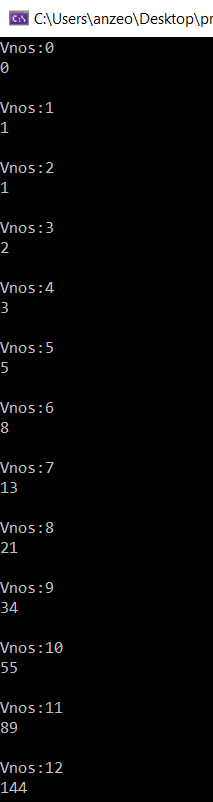 C:\Users\anzeo\Desktop\pr
Vnos:0
0
Vnos:1
1
Vnos:2
1
Vnos:3
2
Vnos:4
3
Vnos:5
5
Vnos:6
8
Vnos:7
13
Vnos:8
21
Vnos:9
34
Vnos:10
55
Vnos:11
89
Vnos:12
144